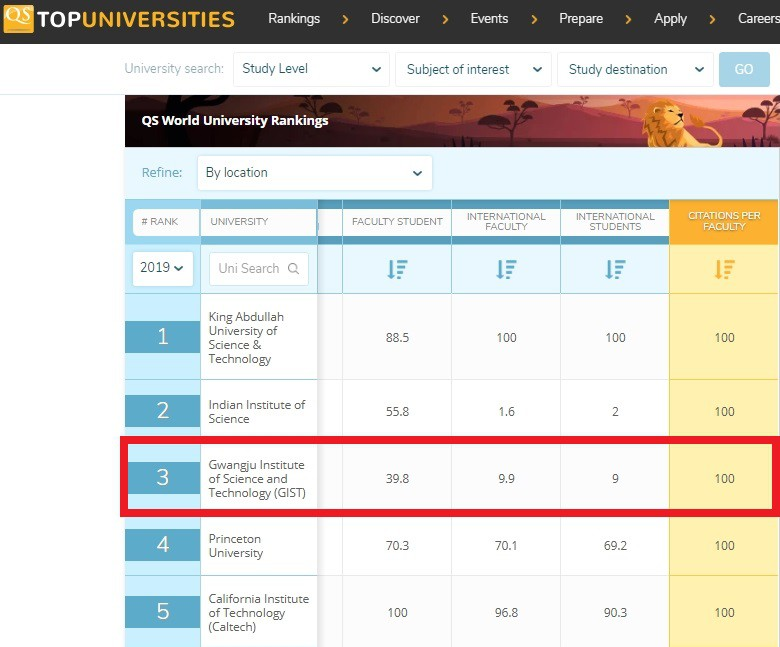 QS TOPUNIVERSITIES
Rankings > Discover > Events > Prepare > Apply > Careers
University search: Study Level Subject of interest Study destination GO
QS World University Rankings
Refine: By location
# RANK UNIVERSITY FACULTY STUDENT INTERNATIONAL FACULTY INTERNATIONAL STUDENTS CITATIONS PER FACULTY
2019 Uni Search
1 King Abdullah
University of
Science &
Technology
88.5 100 100 100
2 Indian Institute of
Science
55.8 1.6 2 100
3 Gwangju Institute
of Science and
Technology (GIST)
39.8 9.9 9 100
4 Princeton
University
70.3 70.1 69.2 100
5 California Institute
of Technology
(Caltech)
100 96.8 90.3 100